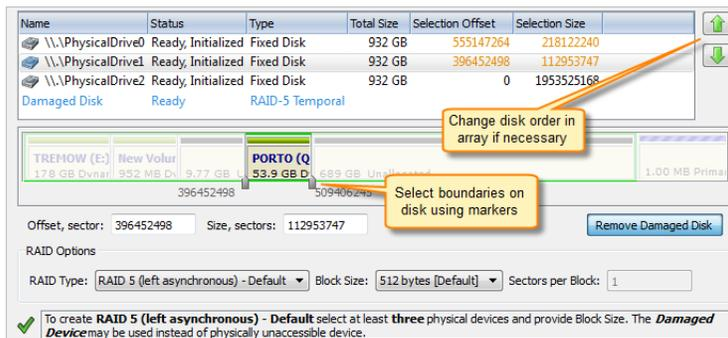 Name Status Type Total Size Selection Offset Selection Size
\\.\PhysicalDrive0 Ready, Initialized Fixed Disk 932 GB 555147264 218122240
\\.\PhysicalDrive1 Ready, Initialized Fixed Disk 932 GB 396452498 112953747
\\.\PhysicalDrive2 Ready, Initialized Fixed Disk 932 GB 0 1953525168
Damaged Disk Ready RAID-5 Temporal
Change disk order in
array if necessary
TREMOW (E:) New Volur PORTO (Q
178 GB Dynar 952 MB D 9.77 GB 53.9 GB D 689 GB Unallocated 1.00 MB Prima
396452498 509406245
Select boundaries on
disk using markers
Offset, sector: 396452498 Size, sectors: 112953747 Remove Damaged Disk
RAID Options
RAID Type: RAID 5 (left asynchronous) - Default Block Size: 512 bytes [Default] Sectors per Block: 1
To create RAID 5 (left asynchronous) - Default select at least three physical devices and provide Block Size. The Damaged
Device may be used instead of physically unaccessible device.